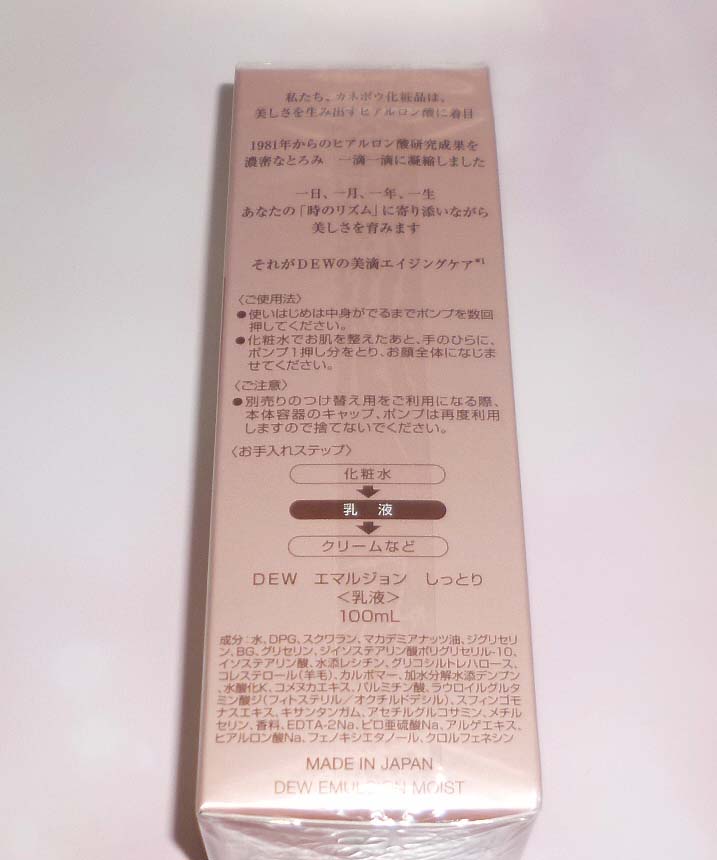 私たち、カネボウ化粧品は、
美しさを生み出すヒアルロン酸に着目
1981年からのヒアルロン酸研究成果を
濃密なとろみ 一滴一滴に凝縮しました
一日、一月、一年、一生
あなたの「時のリズム」に寄り添いながら
美しさを育みます
それがDEWの美滴エイジングケア*1
〈ご使用法〉
●使いはじめは中身がでるまでポンプを数回
押してください。
●化粧水でお肌を整えたあと、手のひらに、
ポンプ1押し分をとり、お顔全体になじま
せてください。
〈ご注意〉
●別売りのつけ替え用をご利用になる際、
本体容器のキャップ、ポンプは再度利用
しますので捨てないでください。
〈お手入れステップ〉
化粧水
乳液
クリームなど
DEW エマルジョン しっとり
＜乳液＞
100mL
成分：水、DPG、スクワラン、マカデミアナッツ油、ジグリセリ
ン、BG、グリセリン、ジイソステアリン酸ポリグリセリル-10、
イソステアリン酸、水添レシチン、グリコシルトレハロース、
コレステロール(羊毛)、カルボマー、加水分解水添デンプン、
水酸化K、コメヌカエキス、パルミチン酸、ラウロイルグルタ
ミン酸ジ(フィトステリル／オクチルドデシル)、スフィンゴモ
ナスエキス、キサンタンガム、アセチルグルコサミン、メチル
セリン、香料、EDTA-2Na、ピロ亜硫酸Na、アルゲエキス、
ヒアルロン酸Na、フェノキシエタノール、クロルフェネシン
MADE IN JAPAN
DEW EMULSION MOIST